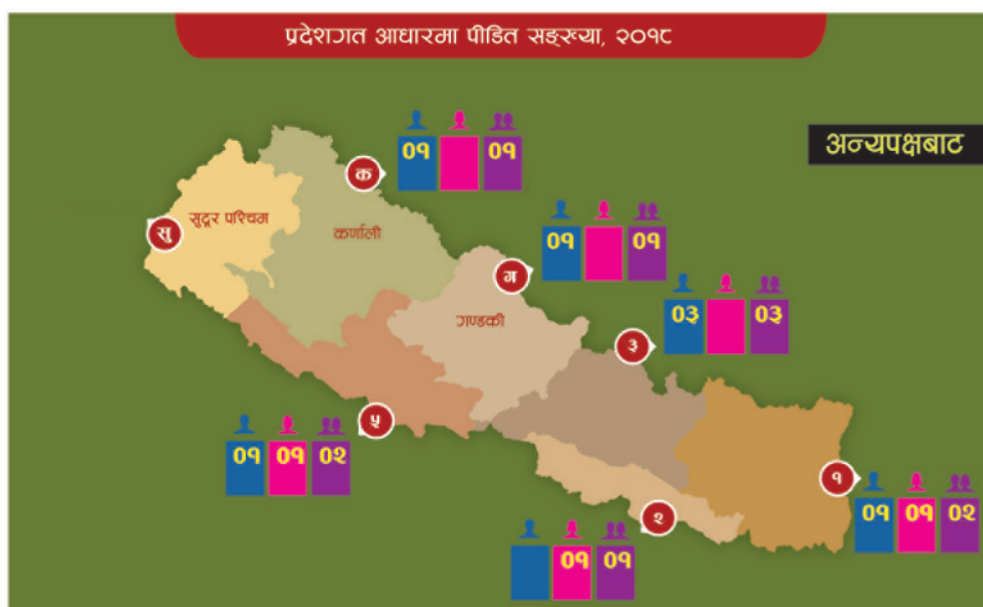 प्रदेशगत आधारमा पीडित सङ्ख्या, २०१८
अन्यपक्षबाट
क
०१ ०१
सु
सुदूर पश्चिम
कर्णाली
ग
०१ ०१
गण्डकी
३
०३ ०३
५
०१ ०१ ०२
१
०१ ०१ ०२
२
०१ ०१